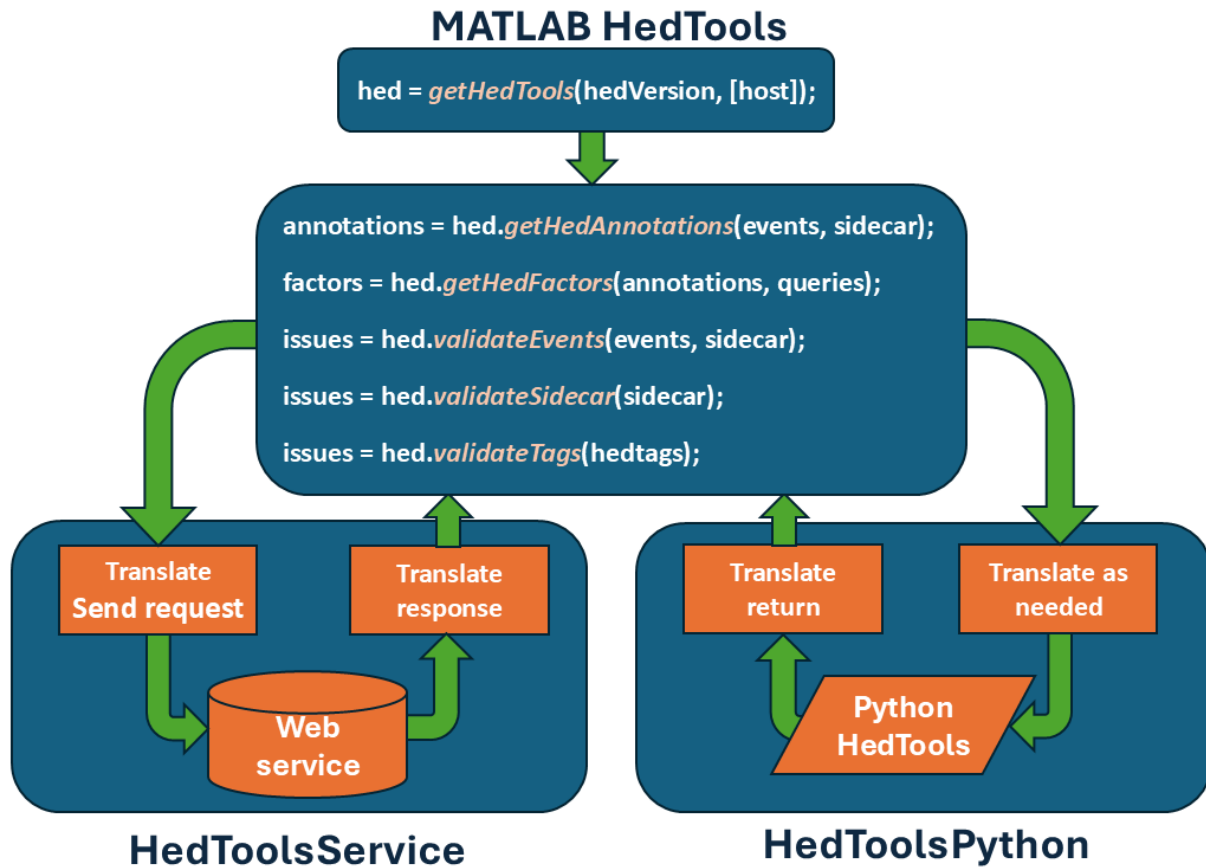 MATLAB HedTools
hed = getHedTools(hedVersion, [host]);
annotations = hed.getHedAnnotations(events, sidecar);
factors = hed.getHedFactors(annotations, queries);
issues = hed.validateEvents(events, sidecar);
issues = hed.validateSidecar(sidecar);
issues = hed.validateTags(hedtags);
Translate
Send request
Translate
response
Web
service
HedToolsService
Translate
return
Translate as
needed
Python
HedTools
HedToolsPython